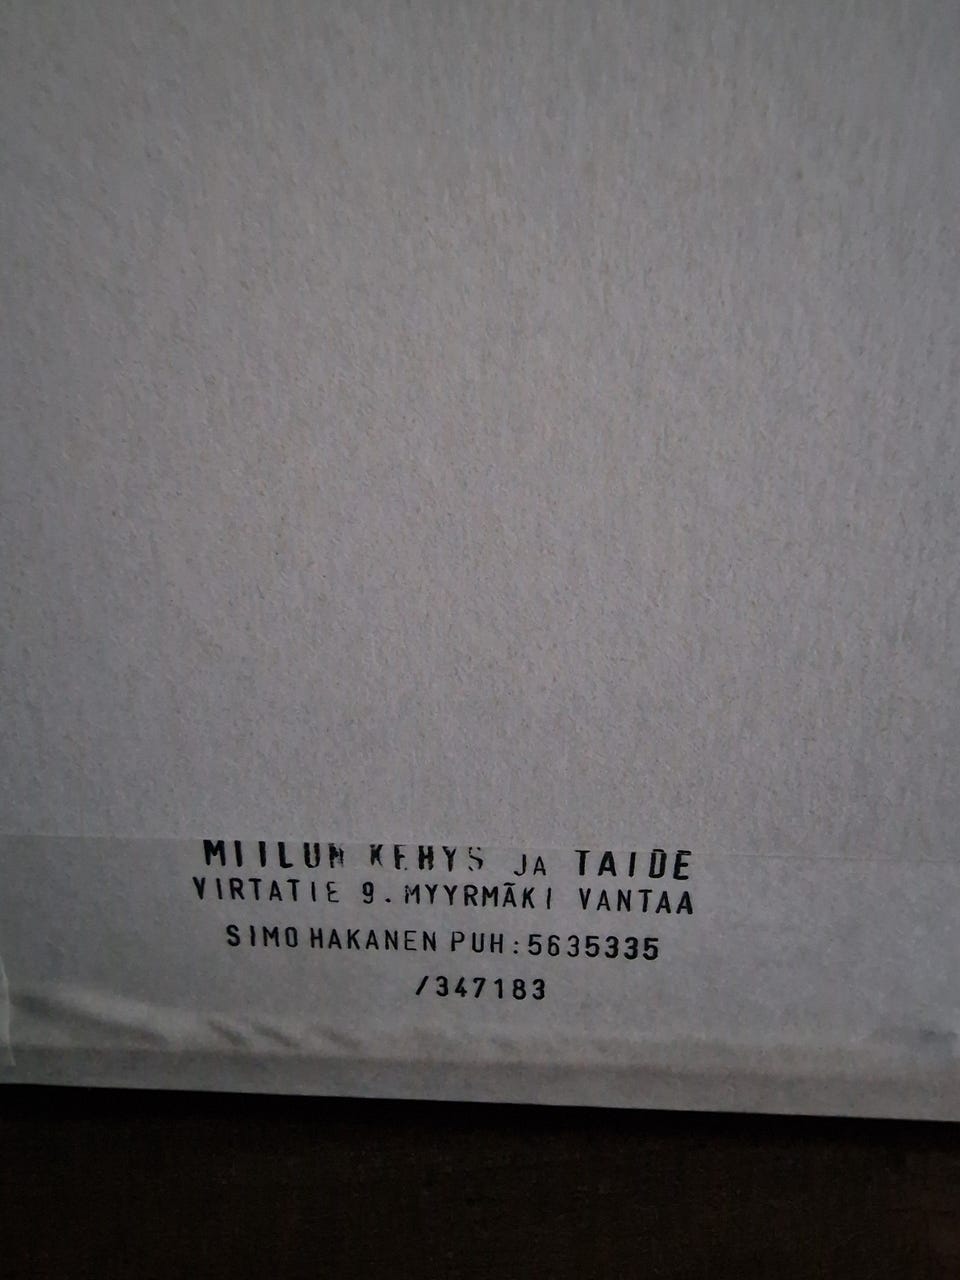 MIILUN KEHYS JA TAIDE
VIRTATIE 9. MYYRMÄKI VANTAA
SIMO HAKANEN PUH:5635335
/347183